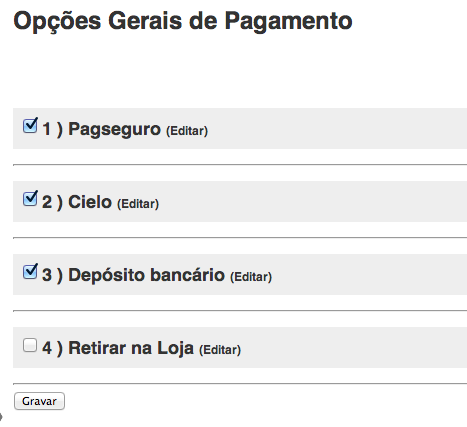 Opções Gerais de Pagamento
1 ) Pagseguro (Editar)
2 ) Cielo (Editar)
3 ) Depósito bancário (Editar)
4 ) Retirar na Loja (Editar)
Gravar